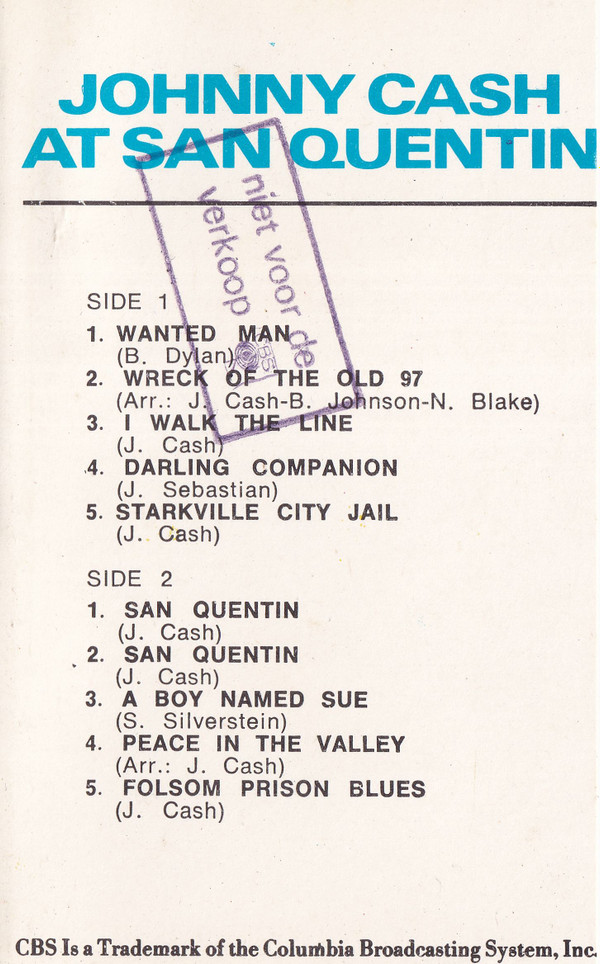 JOHNNY CASH
AT SAN QUENTIN
niet voor de
verkoop
CBS
SIDE 1
1. WANTED MAN
(B. Dylan)
2. WRECK OF THE OLD 97
(Arr.: J. Cash-B. Johnson-N. Blake)
3. I WALK THE LINE
(J. Cash)
4. DARLING COMPANION
(J. Sebastian)
5. STARKVILLE CITY JAIL
(J. Cash)
SIDE 2
1. SAN QUENTIN
(J. Cash)
2. SAN QUENTIN
(J. Cash)
3. A BOY NAMED SUE
(S. Silverstein)
4. PEACE IN THE VALLEY
(Arr.: J. Cash)
5. FOLSOM PRISON BLUES
(J. Cash)
CBS Is a Trademark of the Columbia Broadcasting System, Inc.